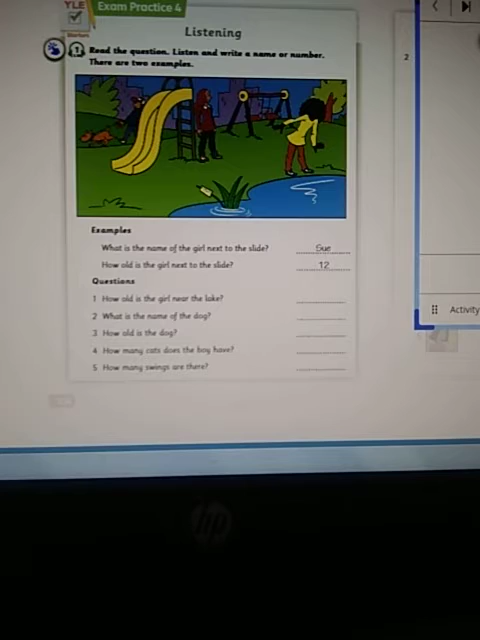 YLE
Exam Practice 4
Starters
Listening
1 Read the question. Listen and write a name or number.
There are two examples.
2
Examples
What is the name of the girl next to the slide? Sue
How old is the girl next to the slide? 12
Questions
1 How old is the girl near the lake?
2 What is the name of the dog?
3 How old is the dog?
4 How many cats does the boy have?
5 How many swings are there?
Activity
hp